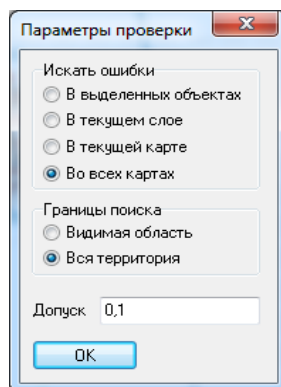 Параметры проверки
Искать ошибки
В выделенных объектах
В текущем слое
В текущей карте
Во всех картах
Границы поиска
Видимая область
Вся территория
Допуск 0,1
OK